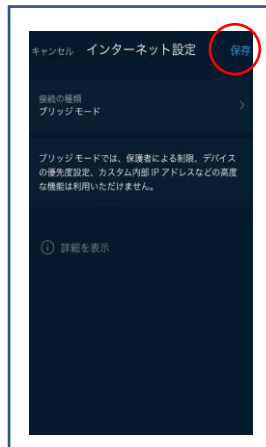 キャンセル インターネット設定 保存
接続の種類
ブリッジ モード
ブリッジ モードでは、保護者による制限、デバイス
の優先度設定、カスタム内部 IP アドレスなどの高度
な機能は利用いただけません。
詳細を表示